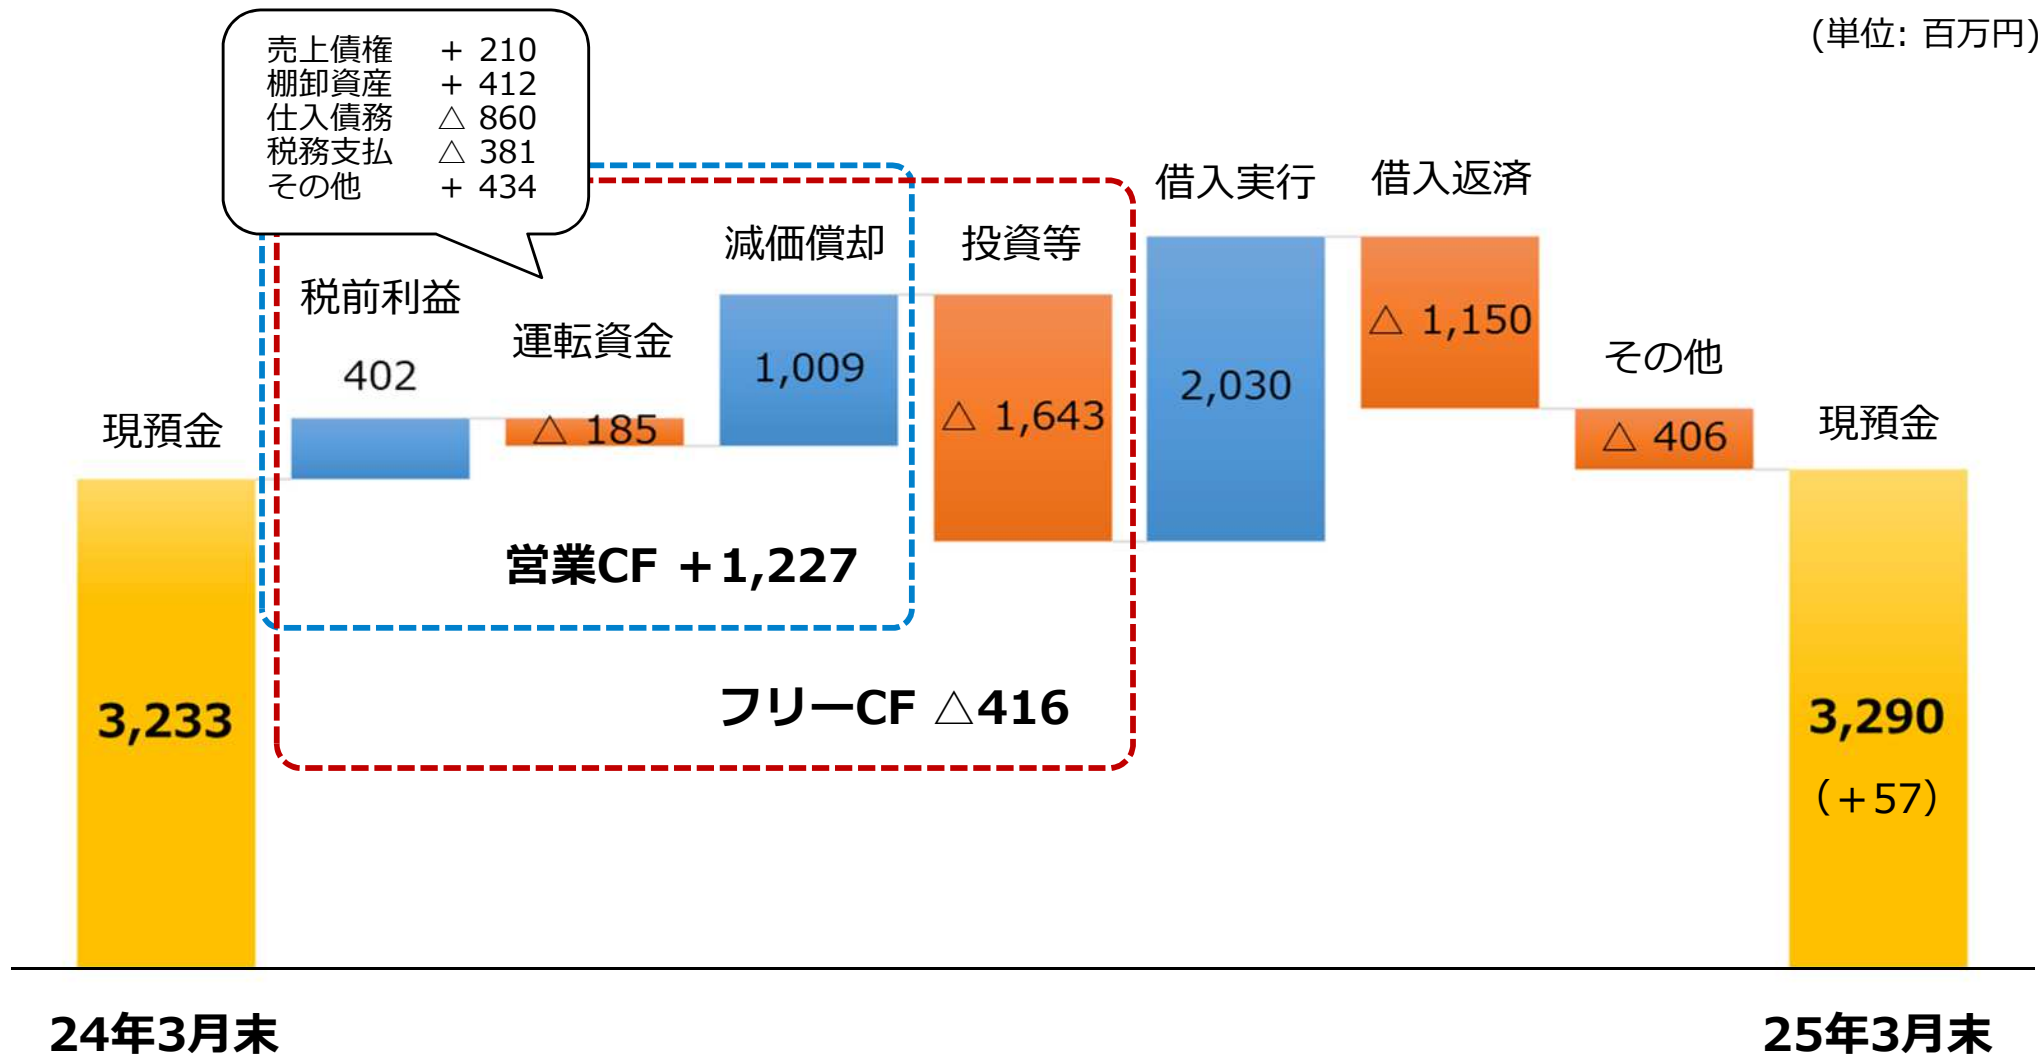 (単位: 百万円)
売上債権 + 210
棚卸資産 + 412
仕入債務 △ 860
税務支払 △ 381
その他 + 434
現預金
税前利益
運転資金
減価償却
投資等
借入実行
借入返済
その他
現預金
3,233
402
△ 185
1,009
△ 1,643
2,030
△ 1,150
△ 406
3,290
(+57)
営業CF +1,227
フリーCF △416
24年3月末
25年3月末